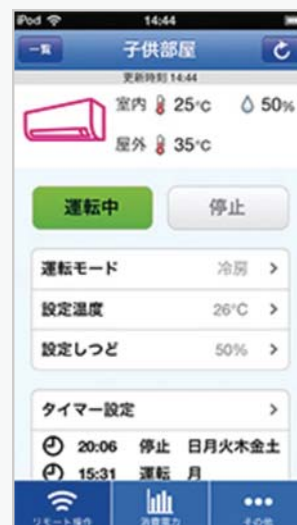 iPod 14:44
一覧 子供部屋
更新時刻 14:44
室内 25℃ 50%
屋外 35℃
運転中 停止
運転モード 冷房 >
設定温度 26℃ >
設定しつど 50% >
タイマー設定 >
20:06 停止 日月火木金土
15:31 運転 月
リモート操作 消費電力 その他